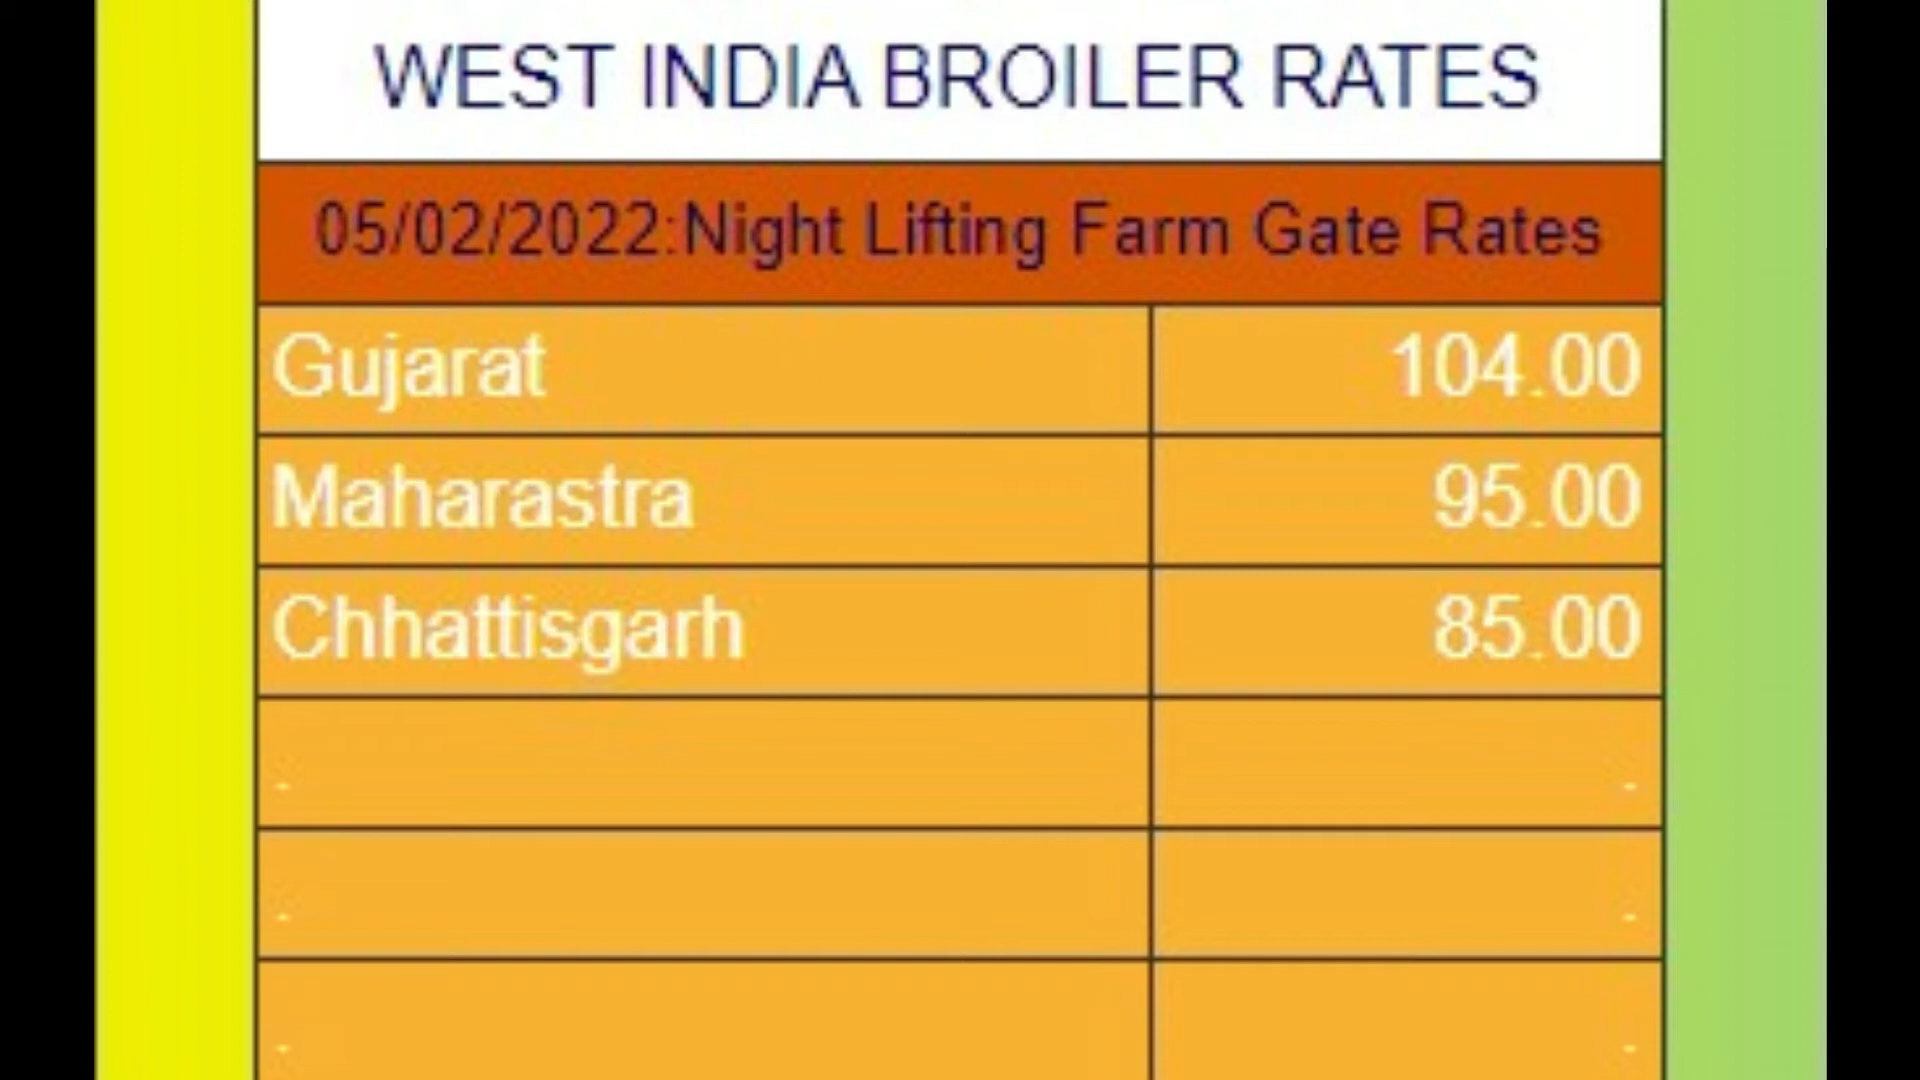 WEST INDIA BROILER RATES
05/02/2022:Night Lifting Farm Gate Rates
Gujarat 104.00
Maharastra 95.00
Chhattisgarh 85.00
- -
- -
- -